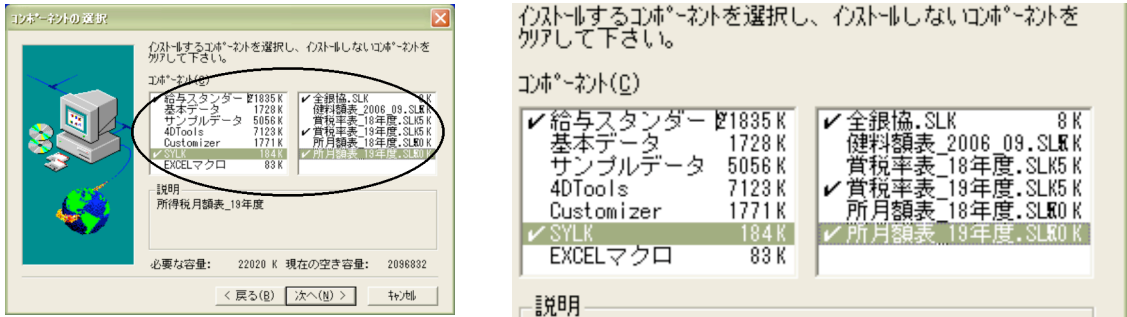 コンポーネントの選択
インストールするコンポーネントを選択し、インストールしないコンポーネントを
クリアして下さい。
コンポーネント(C)
給与スタンダード 21835 K
基本データ 1728 K
サンプルデータ 5056 K
4DTools 7123 K
Customizer 1771 K
SYLK 184 K
EXCELマクロ 83 K
全銀協.SLK 8 K
健料額表_2006_09.SLK
賞税率表_18年度.SLK5 K
賞税率表_19年度.SLK5 K
所月額表_18年度.SLK0 K
所月額表_19年度.SLK0 K
説明
所得税月額表_19年度
必要な容量: 22020 K 現在の空き容量: 2096832
< 戻る(B)
次へ(N) >
キャンセル
インストールするコンポーネントを選択し、インストールしないコンポーネントを
クリアして下さい。
コンポーネント(C)
給与スタンダー 21835 K
基本データ 1728 K
サンプルデータ 5056 K
4DTools 7123 K
Customizer 1771 K
SYLK 184 K
EXCELマクロ 83 K
全銀協.SLK 8 K
健料額表_2006_09.SLK
賞税率表_18年度.SLK5 K
賞税率表_19年度.SLK5 K
所月額表_18年度.SLK0 K
所月額表_19年度.SLK0 K
説明